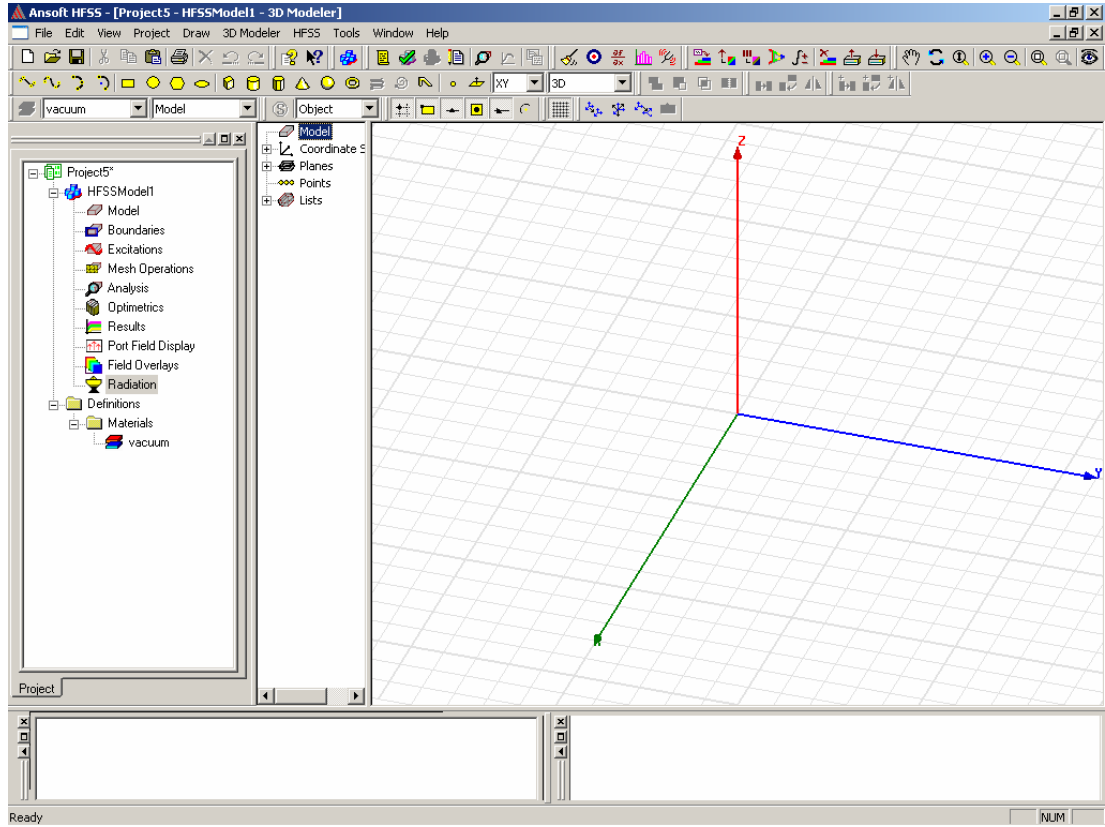 Ansoft HFSS - [Project5 - HFSSModel1 - 3D Modeler]
File Edit View Project Draw 3D Modeler HFSS Tools Window Help
XY 3D
vacuum Model Object
Project5*
HFSSModel1
Model
Boundaries
Excitations
Mesh Operations
Analysis
Optimetrics
Results
Port Field Display
Field Overlays
Radiation
Definitions
Materials
vacuum
Project
Model
Coordinate S
Planes
Points
Lists
Z
Y
Ready NUM